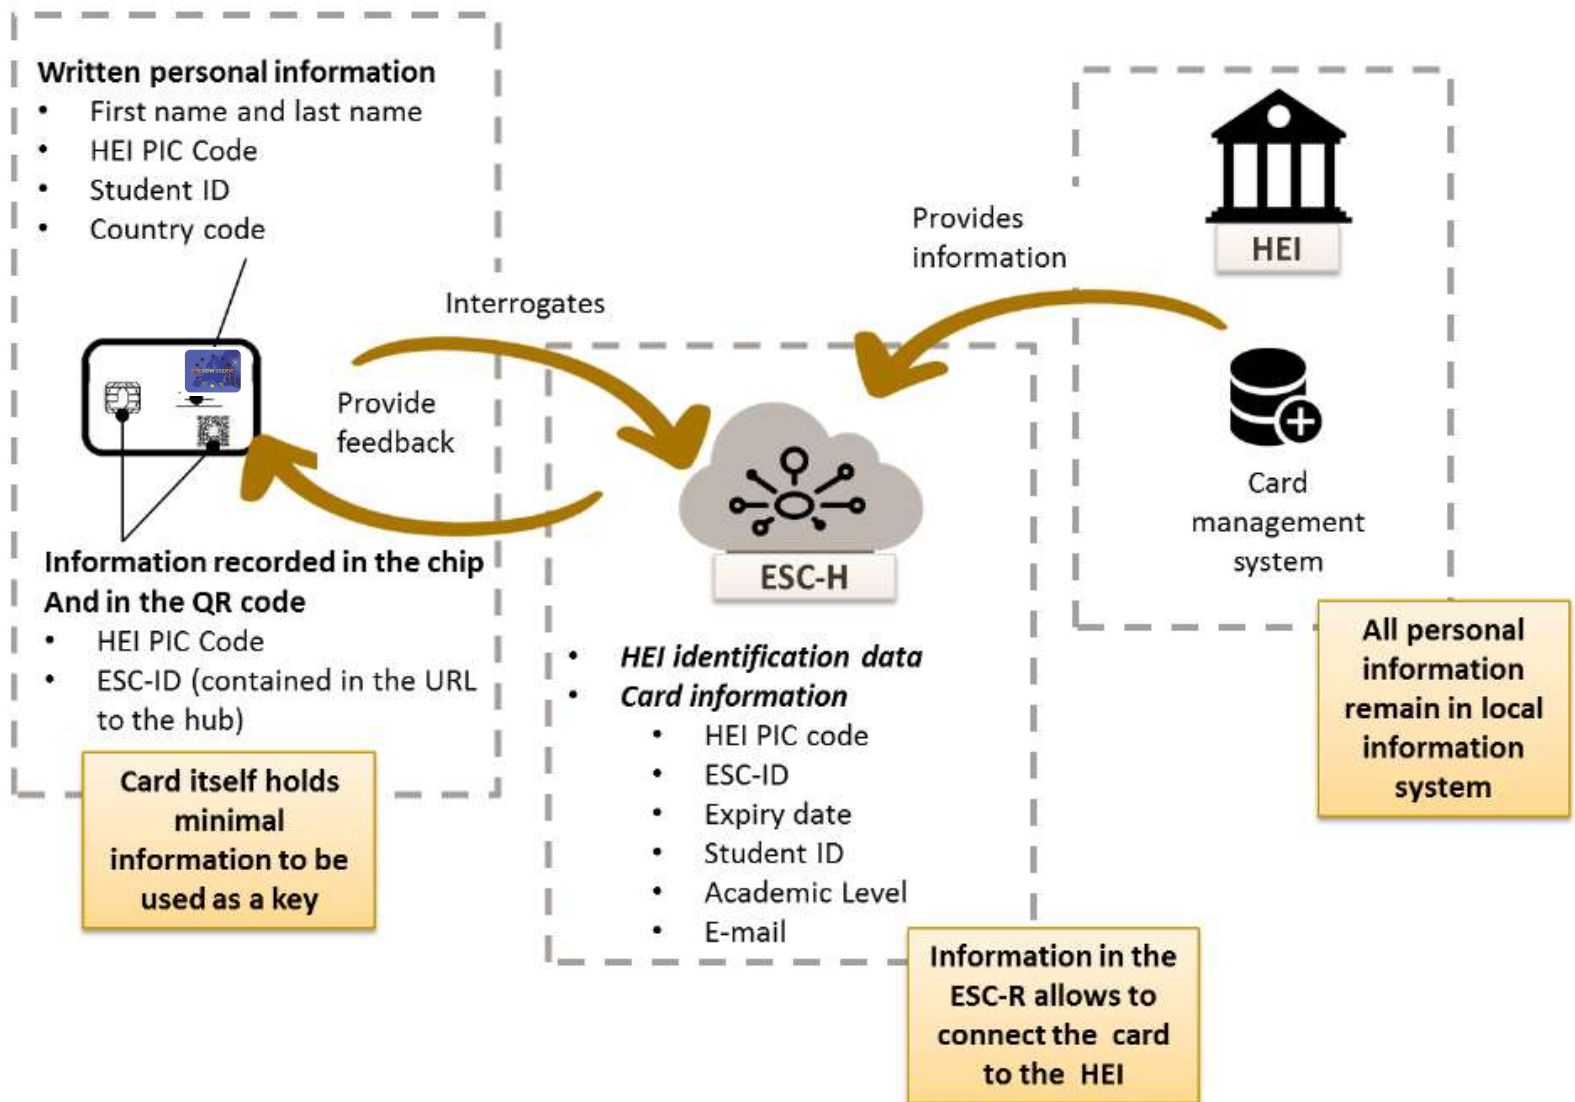 Written personal information
• First name and last name
• HEI PIC Code
• Student ID
• Country code
Interrogates
Provide
feedback
Information recorded in the chip
And in the QR code
• HEI PIC Code
• ESC-ID (contained in the URL
to the hub)
Card itself holds
minimal
information to be
used as a key
ESC-H
• HEI identification data
• Card information
• HEI PIC code
• ESC-ID
• Expiry date
• Student ID
• Academic Level
• E-mail
Information in the
ESC-R allows to
connect the card
to the HEI
Provides
information
HEI
Card
management
system
All personal
information
remain in local
information
system